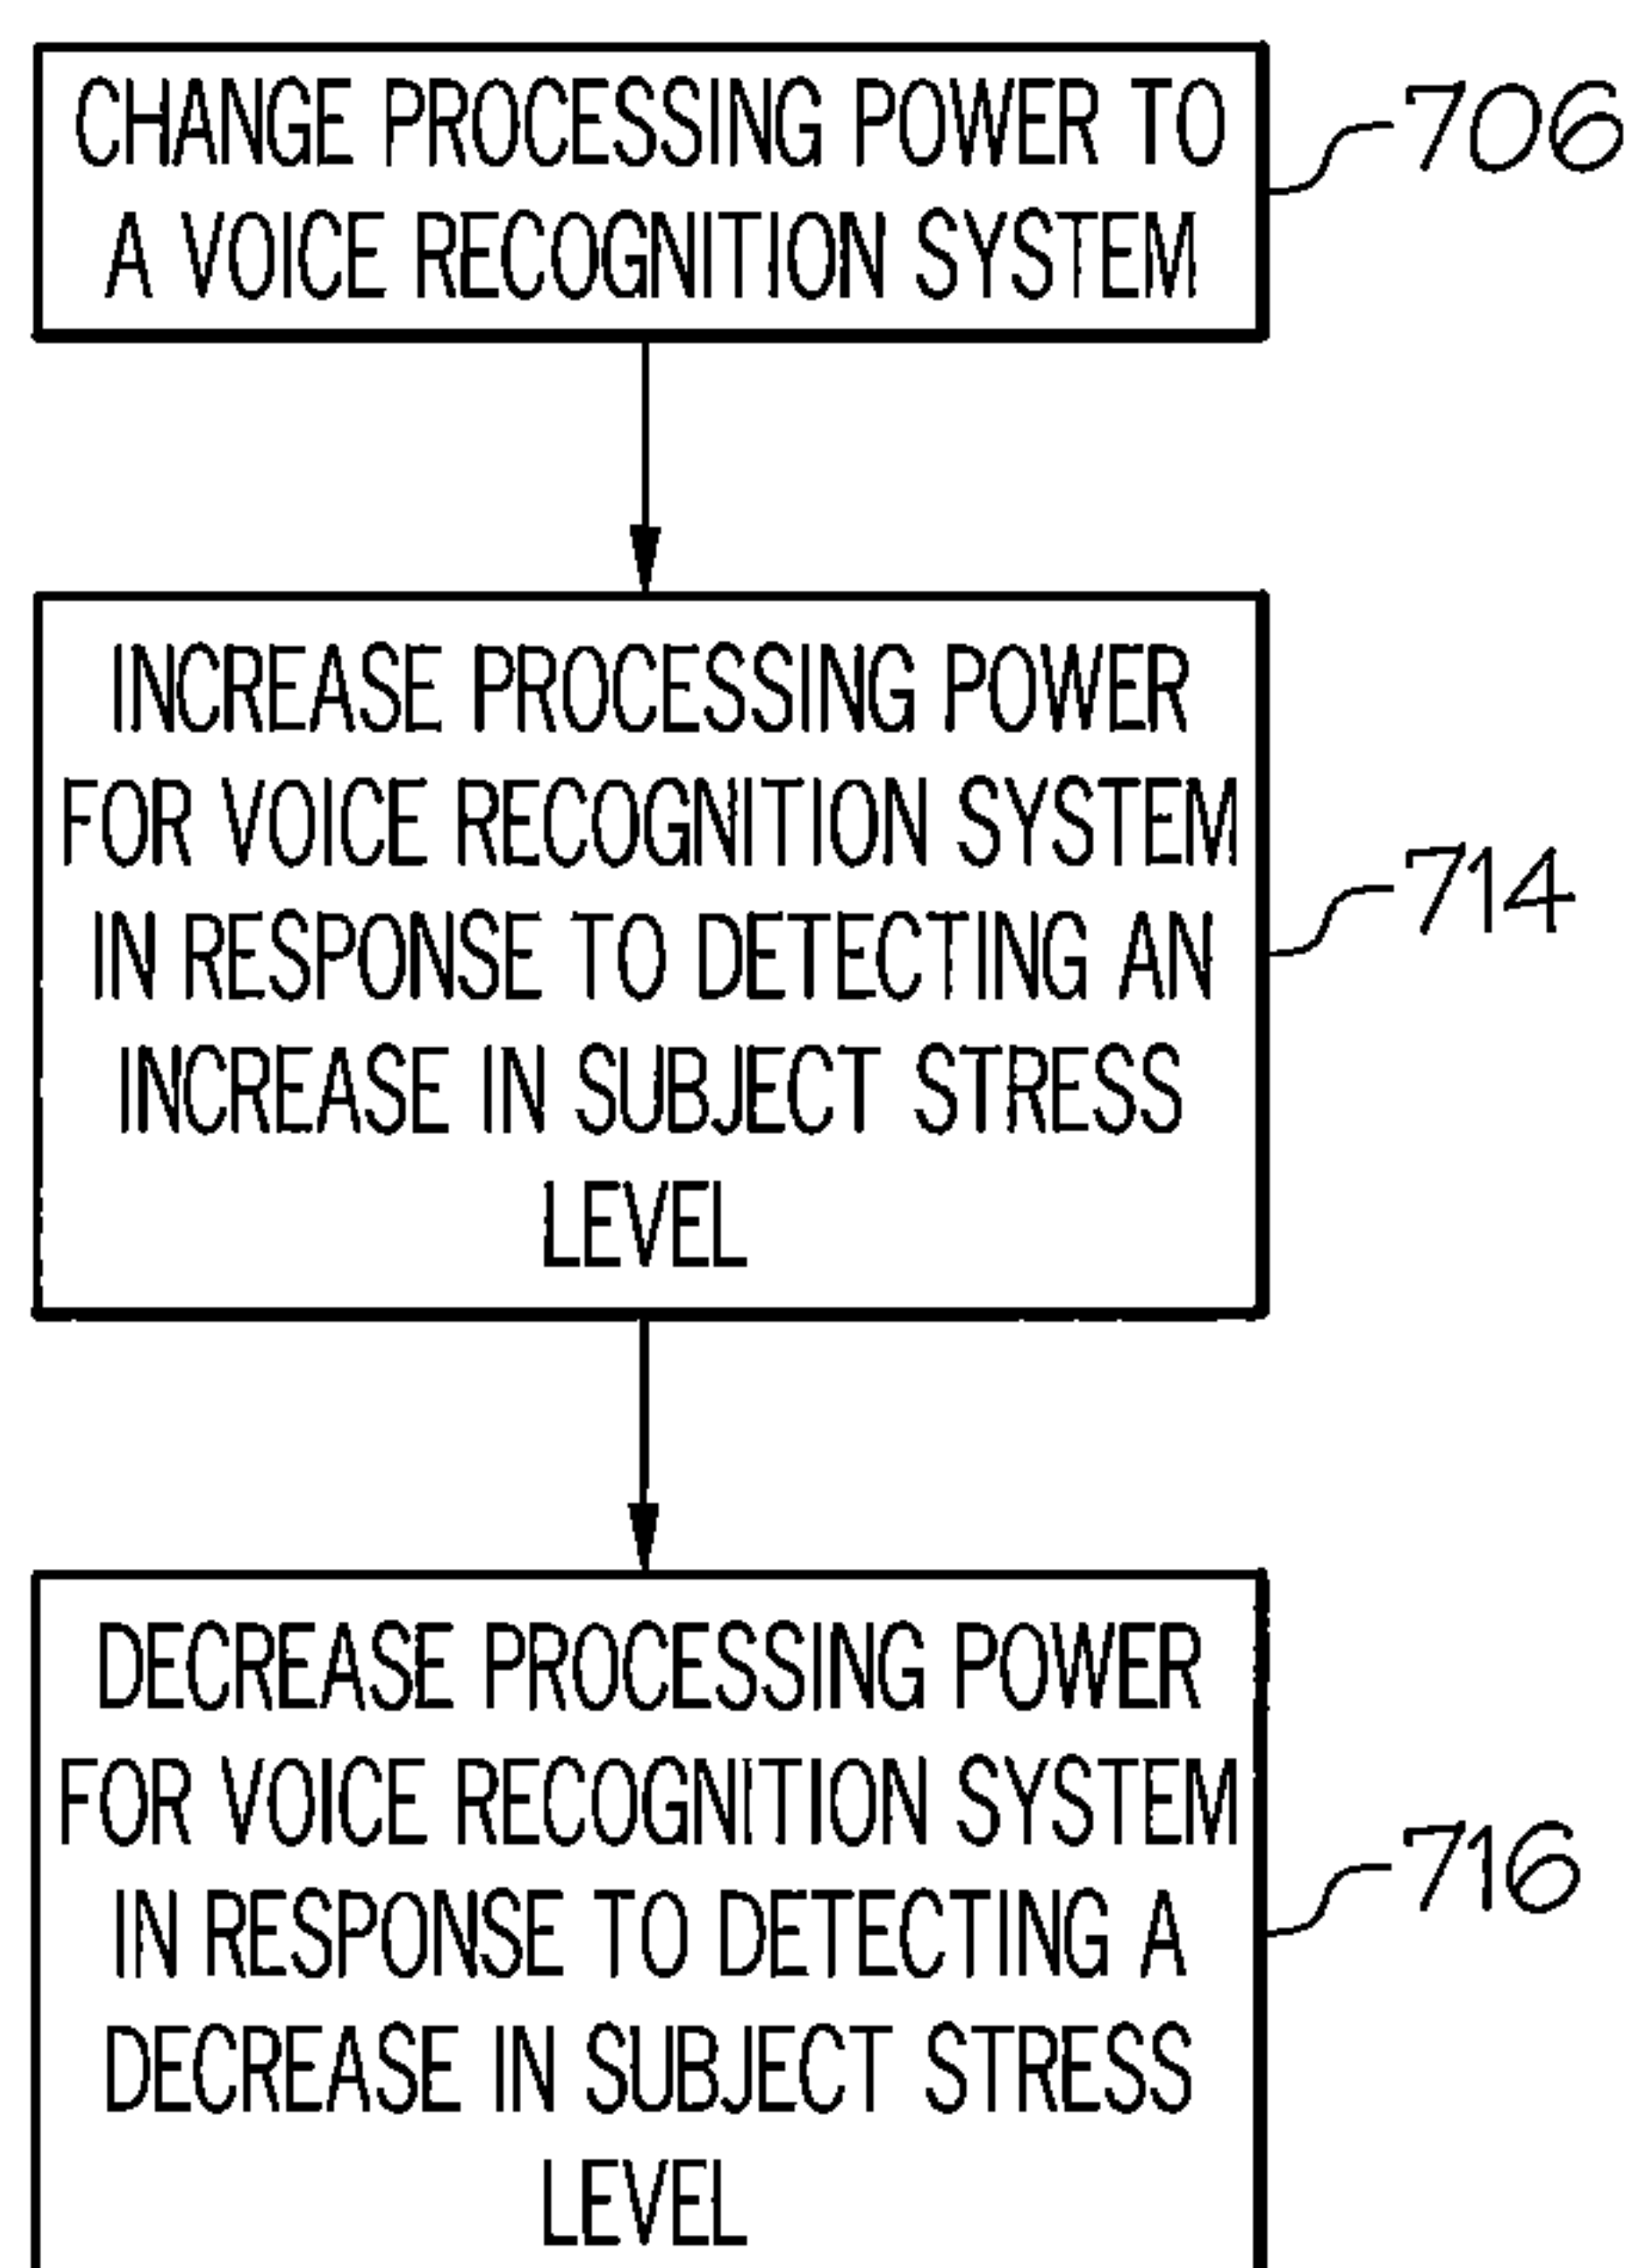 CHANGE PROCESSING POWER TO
A VOICE RECOGNITION SYSTEM
706
INCREASE PROCESSING POWER
FOR VOICE RECOGNITION SYSTEM
IN RESPONSE TO DETECTING AN
INCREASE IN SUBJECT STRESS
LEVEL
714
DECREASE PROCESSING POWER
FOR VOICE RECOGNITION SYSTEM
IN RESPONSE TO DETECTING A
DECREASE IN SUBJECT STRESS
LEVEL
716